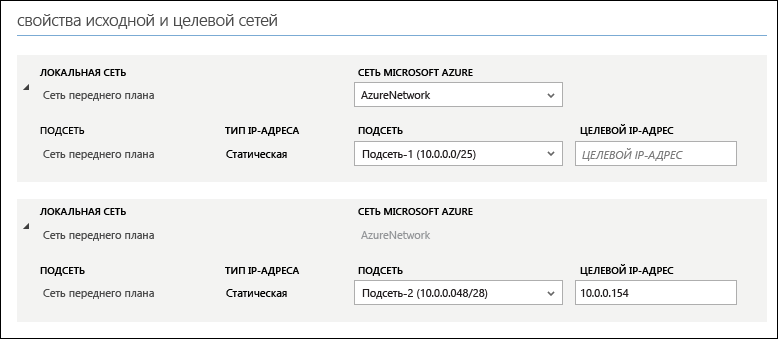 свойства исходной и целевой сетей
ЛОКАЛЬНАЯ СЕТЬ СЕТЬ MICROSOFT AZURE
Сеть переднего плана AzureNetwork
ПОДСЕТЬ ТИП IP-АДРЕСА ПОДСЕТЬ ЦЕЛЕВОЙ IP-АДРЕС
Сеть переднего плана Статическая Подсеть-1 (10.0.0.0/25) ЦЕЛЕВОЙ IP-АДРЕС
ЛОКАЛЬНАЯ СЕТЬ СЕТЬ MICROSOFT AZURE
Сеть переднего плана AzureNetwork
ПОДСЕТЬ ТИП IP-АДРЕСА ПОДСЕТЬ ЦЕЛЕВОЙ IP-АДРЕС
Сеть переднего плана Статическая Подсеть-2 (10.0.0.048/28) 10.0.0.154